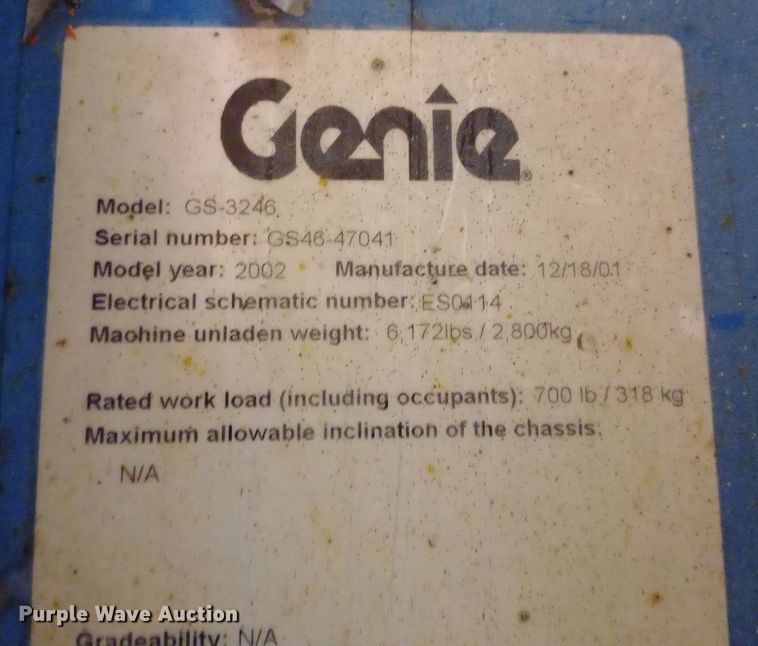 Genie®
Model: GS-3246
Serial number: GS46-47041
Model year: 2002 Manufacture date: 12/18/01
Electrical schematic number: ES0114
Machine unladen weight: 6,172lbs / 2,800kg
Rated work load (including occupants): 700 lb / 318 kg
Maximum allowable inclination of the chassis:
N/A
Gradeability: N/A
Purple Wave Auction